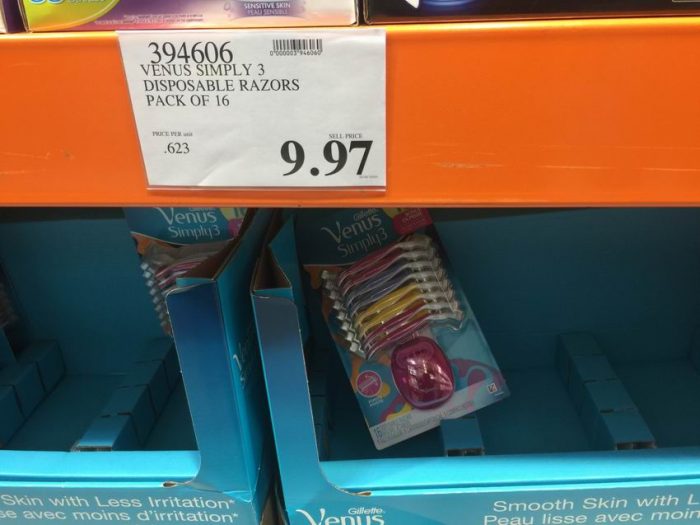 SENSITIVE SKIN
PEAU SENSIBLE
394606
VENUS SIMPLY 3
DISPOSABLE RAZORS
PACK OF 16
PRICE PER unit
.623
SELL PRICE
9.97
Gillette
Venus
Simply3
Gillette
Venus
Simply3
Skin with Less Irritation*
se avec moins d'irritation*
Gillette
Venus
Smooth Skin with L
Peau lisse avec moin